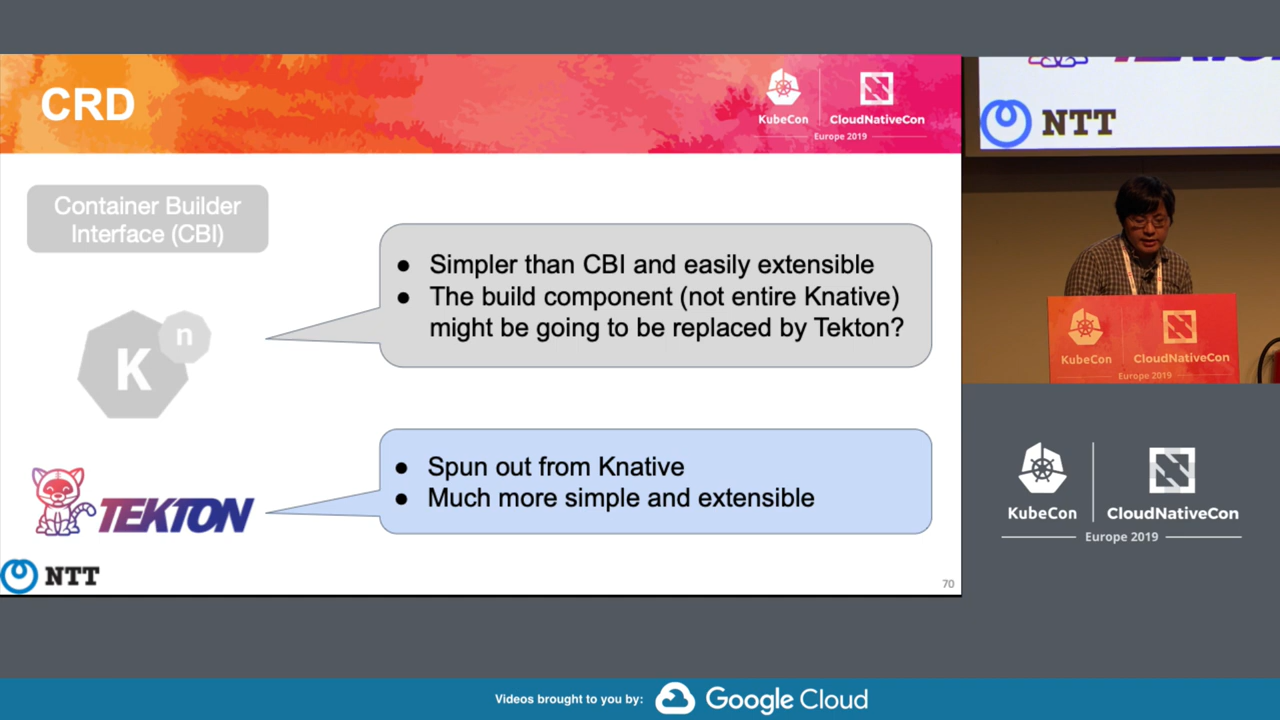 CRD
KubeCon
CloudNativeCon
Europe 2019
Container Builder
Interface (CBI)
● Simpler than CBI and easily extensible
● The build component (not entire Knative)
might be going to be replaced by Tekton?
K
n
● Spun out from Knative
● Much more simple and extensible
TEKTON
NTT
70
NTT
KubeCon
CloudNativeCon
Europe 2019
KubeCon
CloudNativeCon
Europe 2019
Videos brought to you by:
Google Cloud